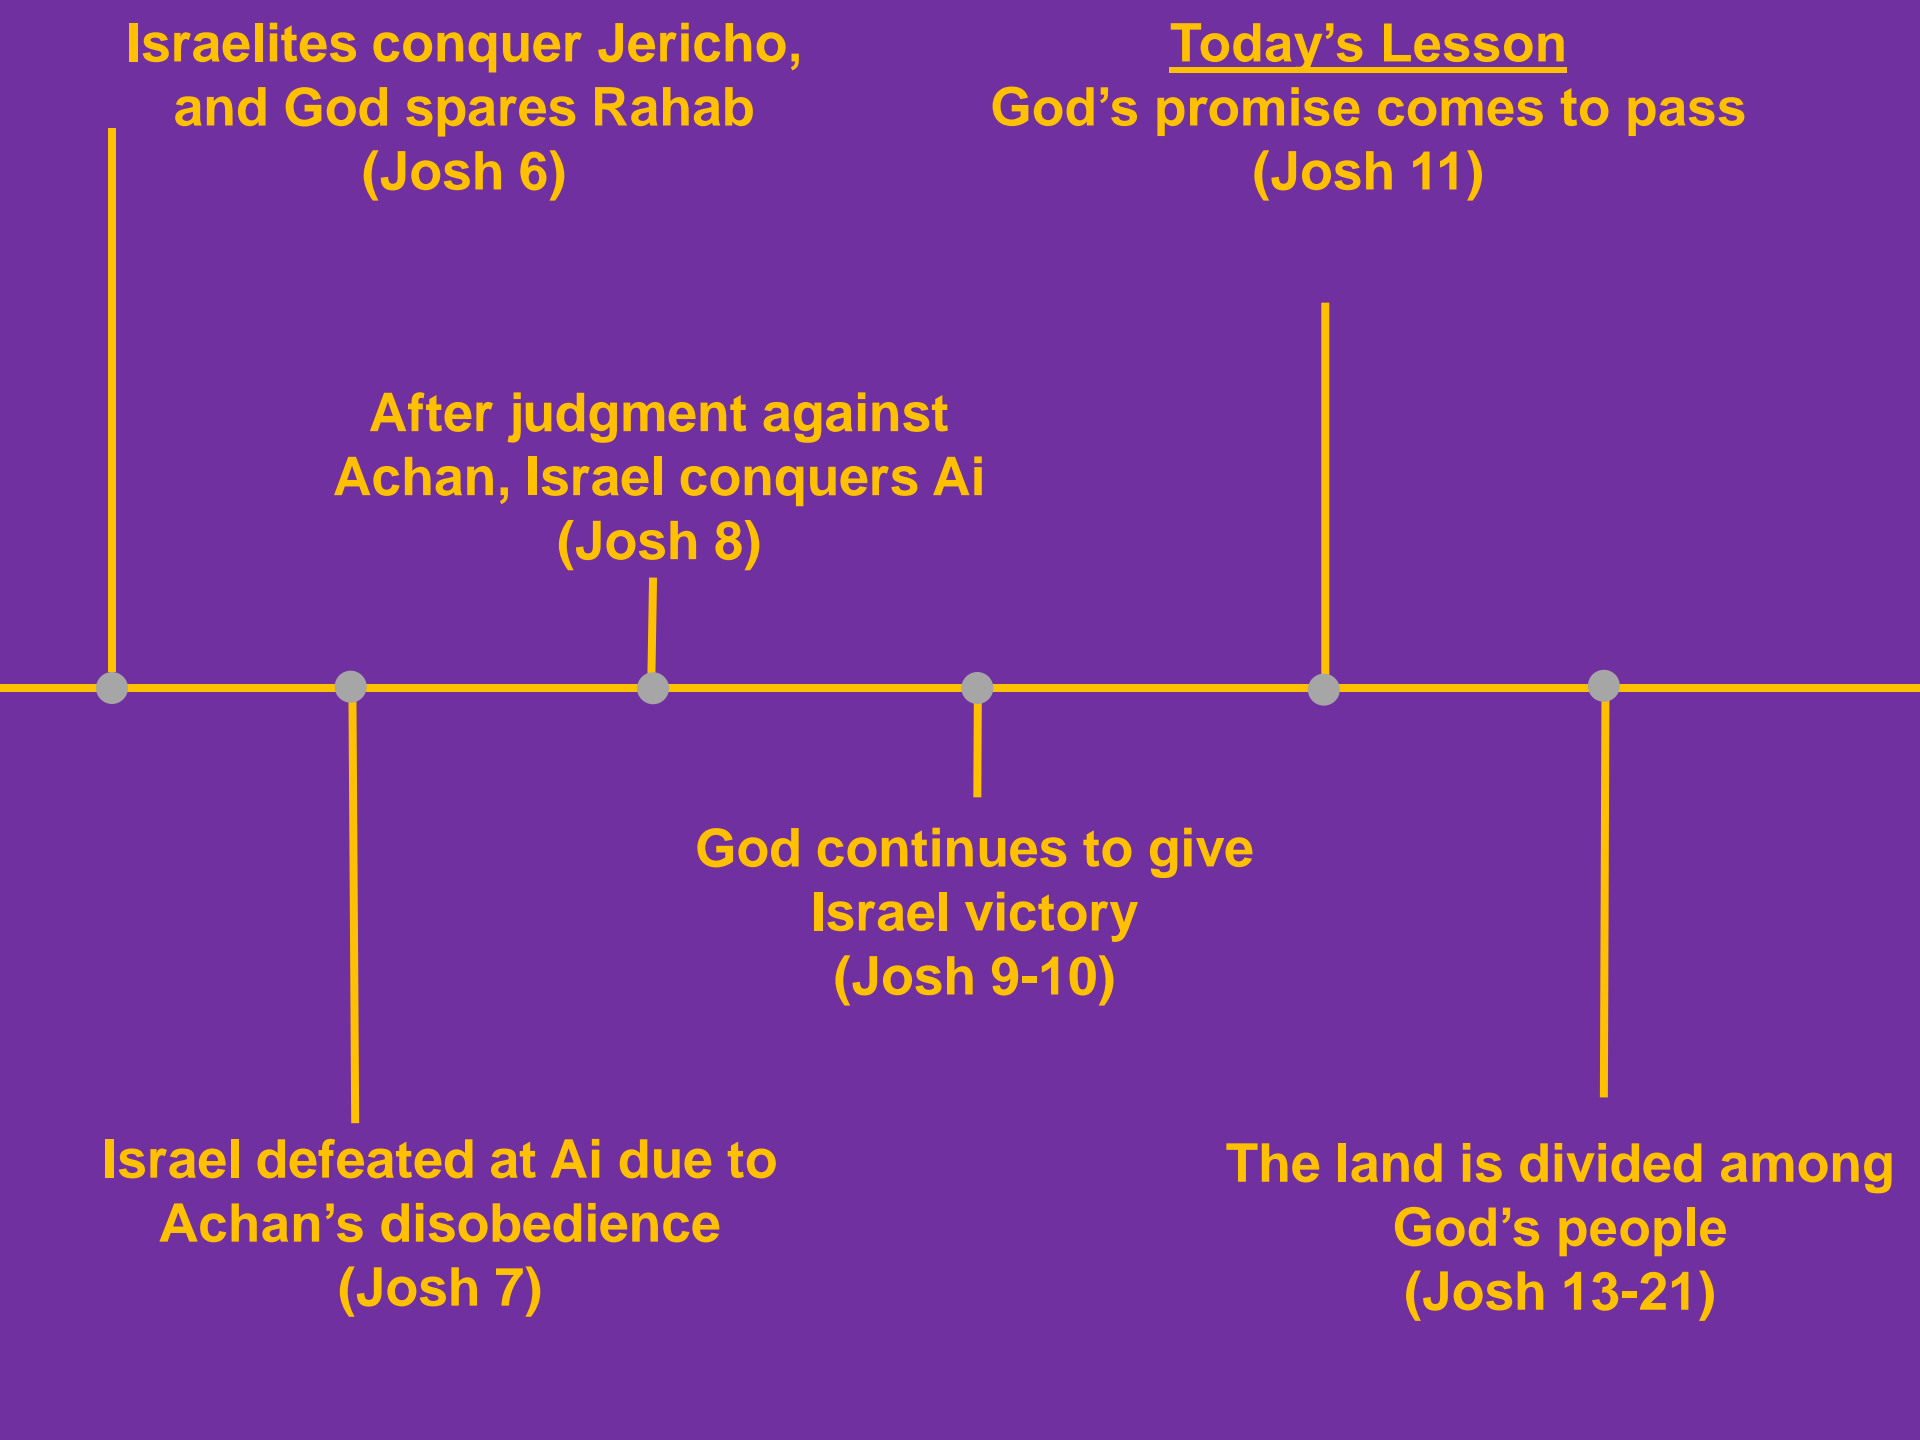 Israelites conquer Jericho,
and God spares Rahab
(Josh 6)
Today’s Lesson
God’s promise comes to pass
(Josh 11)
After judgment against
Achan, Israel conquers Ai
(Josh 8)
God continues to give
Israel victory
(Josh 9-10)
Israel defeated at Ai due to
Achan’s disobedience
(Josh 7)
The land is divided among
God’s people
(Josh 13-21)